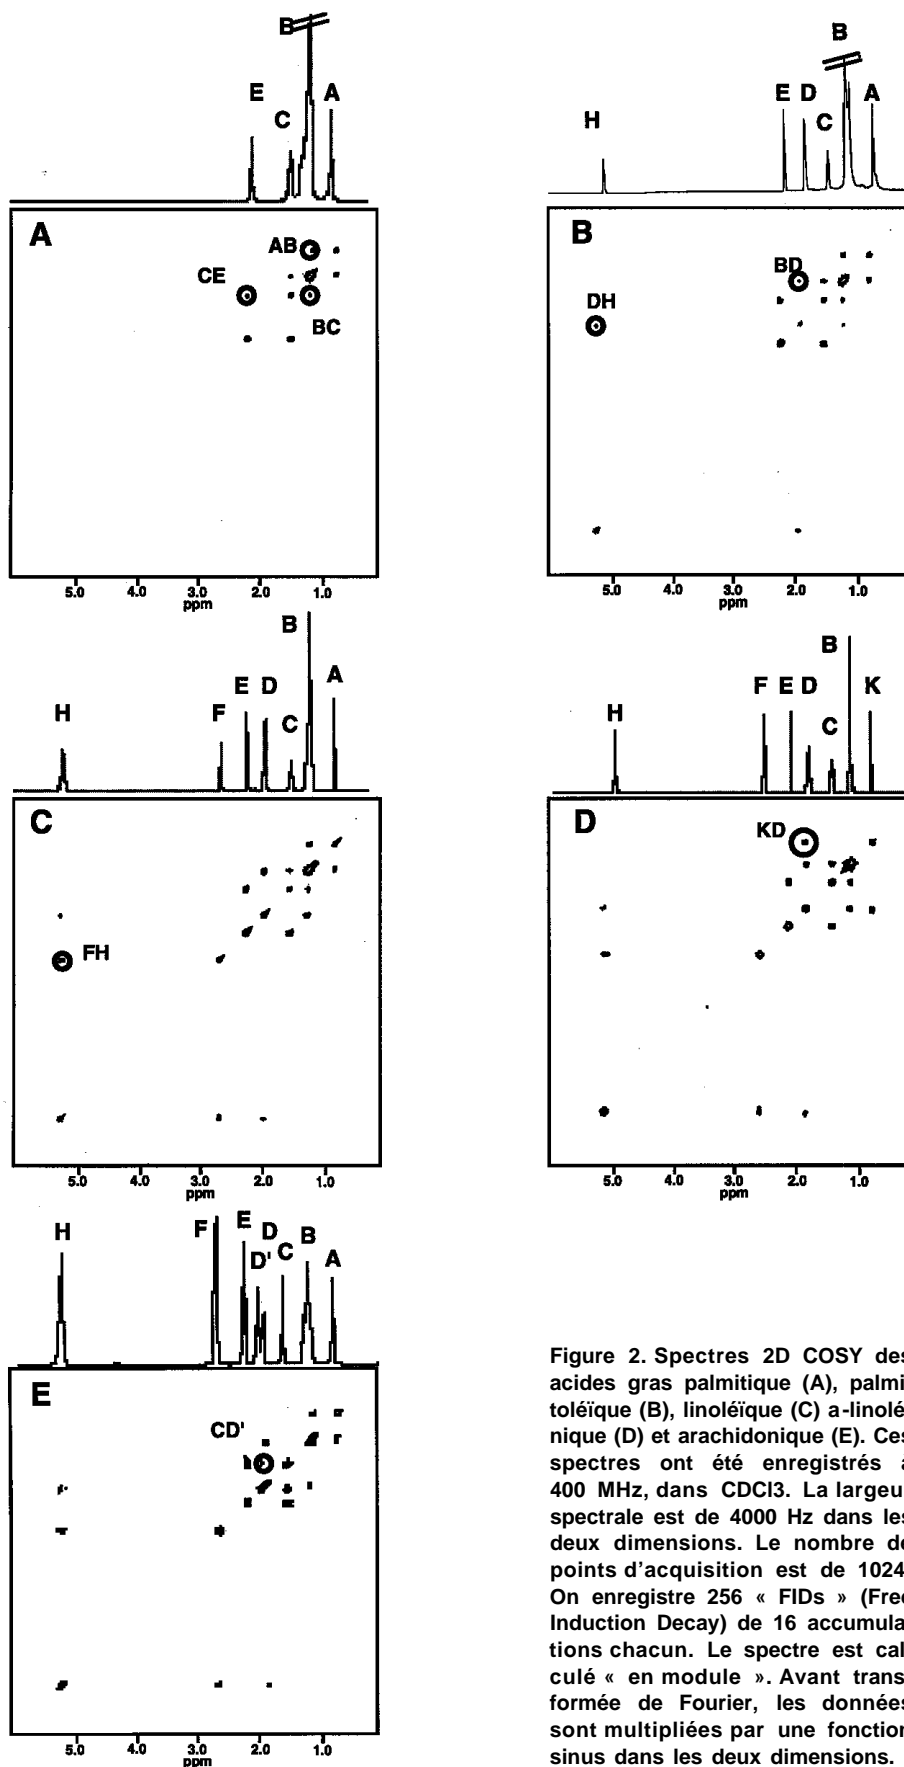 B
E
C
A
A
AB
CE
BC
5.0 4.0 3.0 2.0 1.0
ppm
B
H
E D
C
A
B
BD
DH
5.0 4.0 3.0 2.0 1.0
ppm
B
H
F
E D
C
A
C
FH
5.0 4.0 3.0 2.0 1.0
ppm
B
H
F E D
C
K
D
KD
5.0 4.0 3.0 2.0 1.0
ppm
H
F
E
D
D'
C
B
A
E
CD'
5.0 4.0 3.0 2.0 1.0
ppm
Figure 2. Spectres 2D COSY des
acides gras palmitique (A), palmi
toléïque (B), linoléïque (C) a-linolé
nique (D) et arachidonique (E). Ces
spectres ont été enregistrés a
400 MHz, dans CDCl3. La largeu
spectrale est de 4000 Hz dans les
deux dimensions. Le nombre de
points d'acquisition est de 1024
On enregistre 256 « FIDs » (Free
Induction Decay) de 16 accumula
tions chacun. Le spectre est cal
culé « en module ». Avant trans
formée de Fourier, les données
sont multipliées par une fonction
sinus dans les deux dimensions.